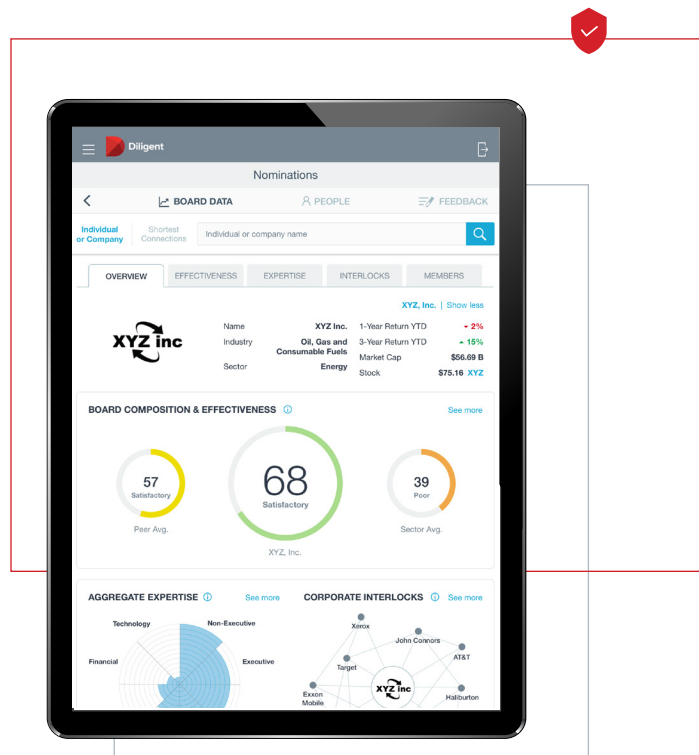 Diligent
Nominations
BOARD DATA
PEOPLE
FEEDBACK
Individual
or Company
Shortest
Connections
Individual or company name
OVERVIEW
EFFECTIVENESS
EXPERTISE
INTERLOCKS
MEMBERS
XYZ, Inc. | Show less
XYZ inc
Name XYZ Inc.
Industry Oil, Gas and
Consumable Fuels
Sector Energy
1-Year Return YTD 2%
3-Year Return YTD 15%
Market Cap $56.69 B
Stock $75.16 XYZ
BOARD COMPOSITION & EFFECTIVENESS
See more
57
Satisfactory
Peer Avg.
68
Satisfactory
XYZ, Inc.
39
Poor
Sector Avg.
AGGREGATE EXPERTISE
See more
Technology
Non-Executive
Financial
Executive
CORPORATE INTERLOCKS
See more
Xerox
John Connors
AT&T
Target
XYZ inc
Exxon
Mobile
Haliburton